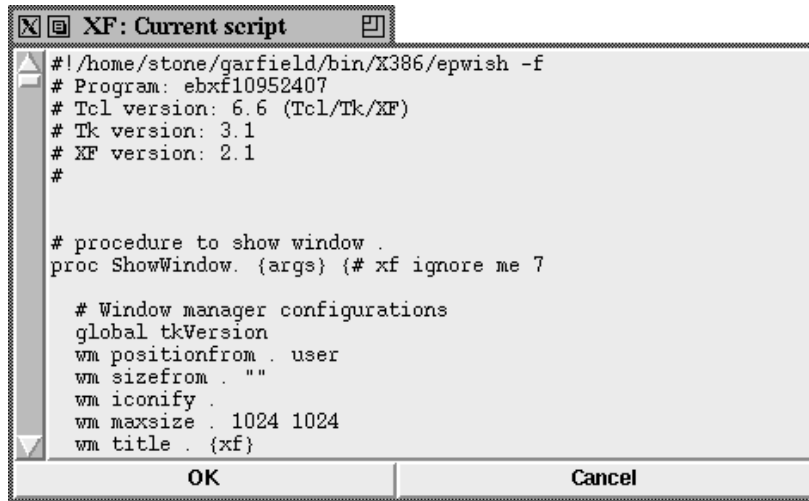 XF: Current script
#!/home/stone/garfield/bin/X386/epwish -f
# Program: ebxf10952407
# Tcl version: 6.6 (Tcl/Tk/XF)
# Tk version: 3.1
# XF version: 2.1
#
# procedure to show window .
proc ShowWindow. {args} {# xf ignore me 7
# Window manager configurations
global tkVersion
wm positionfrom . user
wm sizefrom . ""
wm iconify .
wm maxsize . 1024 1024
wm title . {xf}
OK Cancel